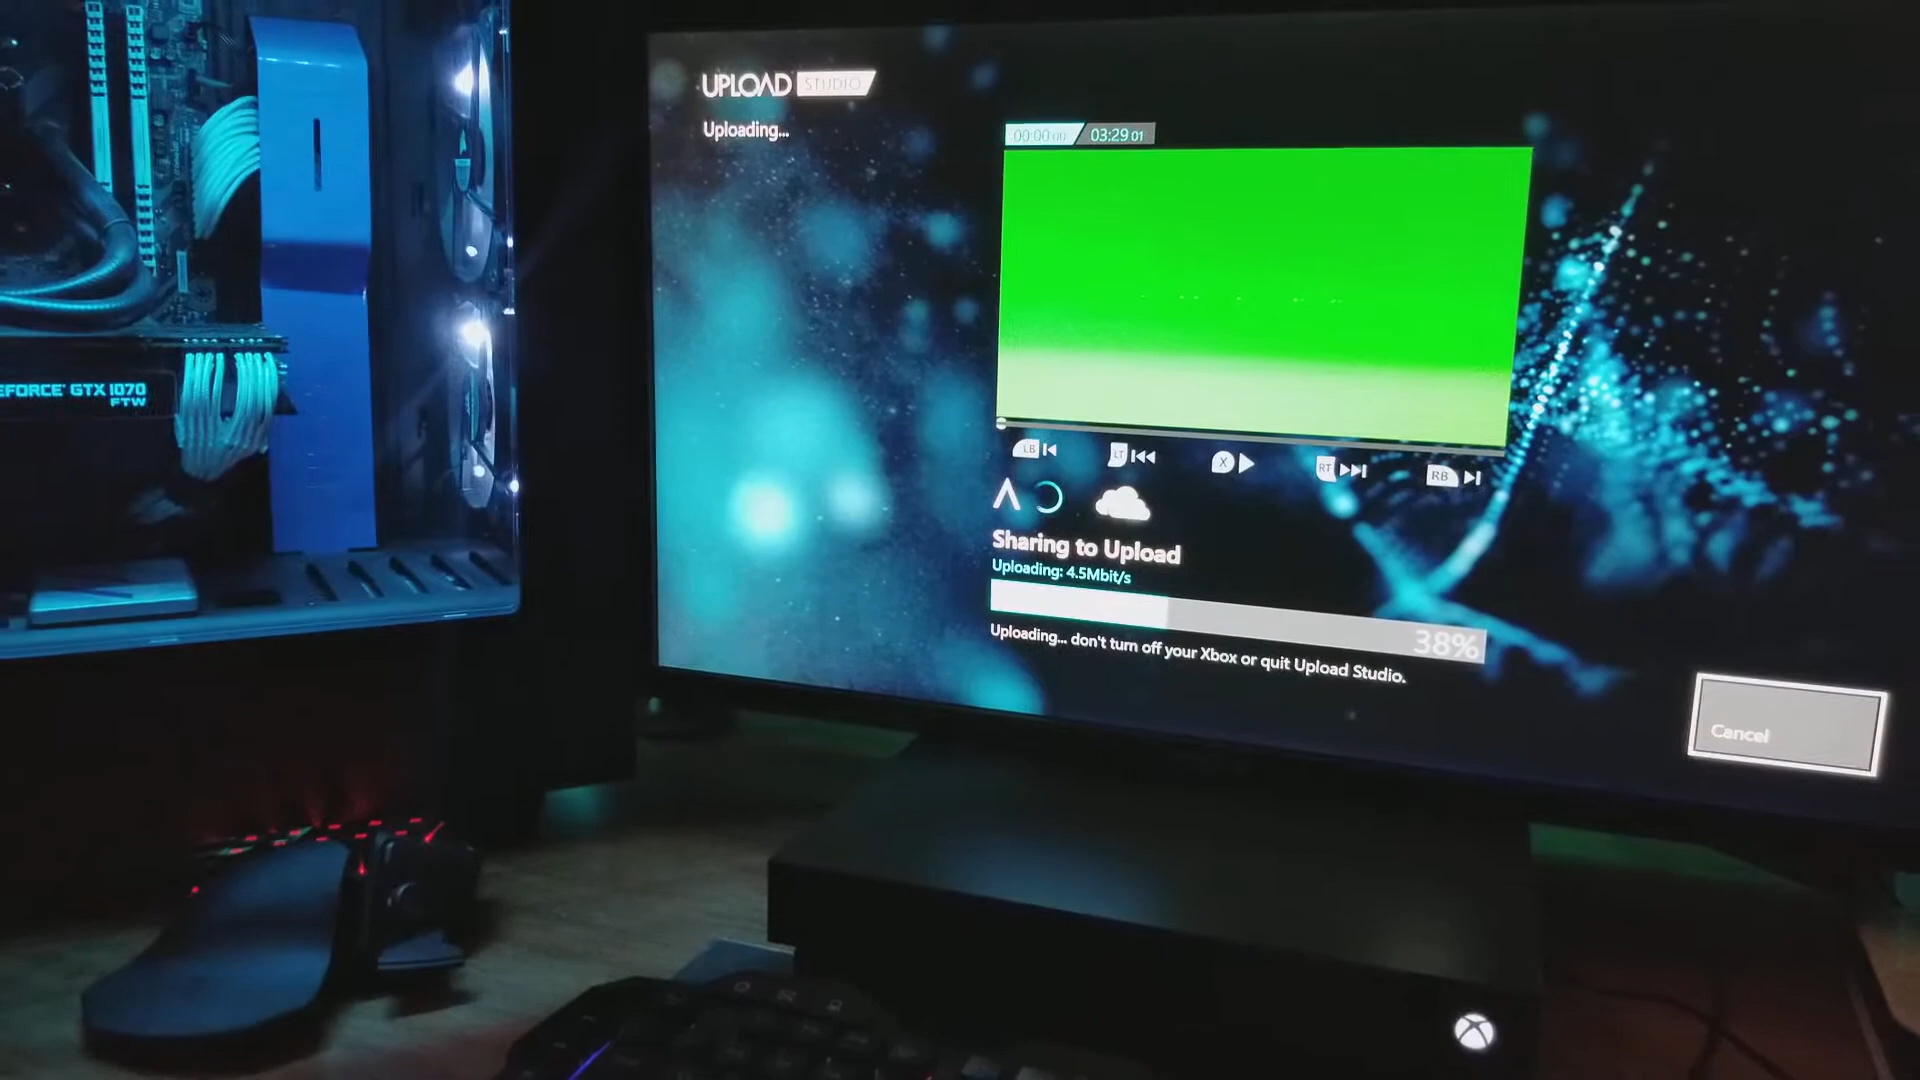 UPLOAD STUDIO
Uploading...
00:00:00 03:29 01
LB LT X RT RB
Sharing to Upload
Uploading: 4.5Mbit/s
38%
Uploading... don't turn off your Xbox or quit Upload Studio.
Cancel
EFORCE GTX 1070
FTW